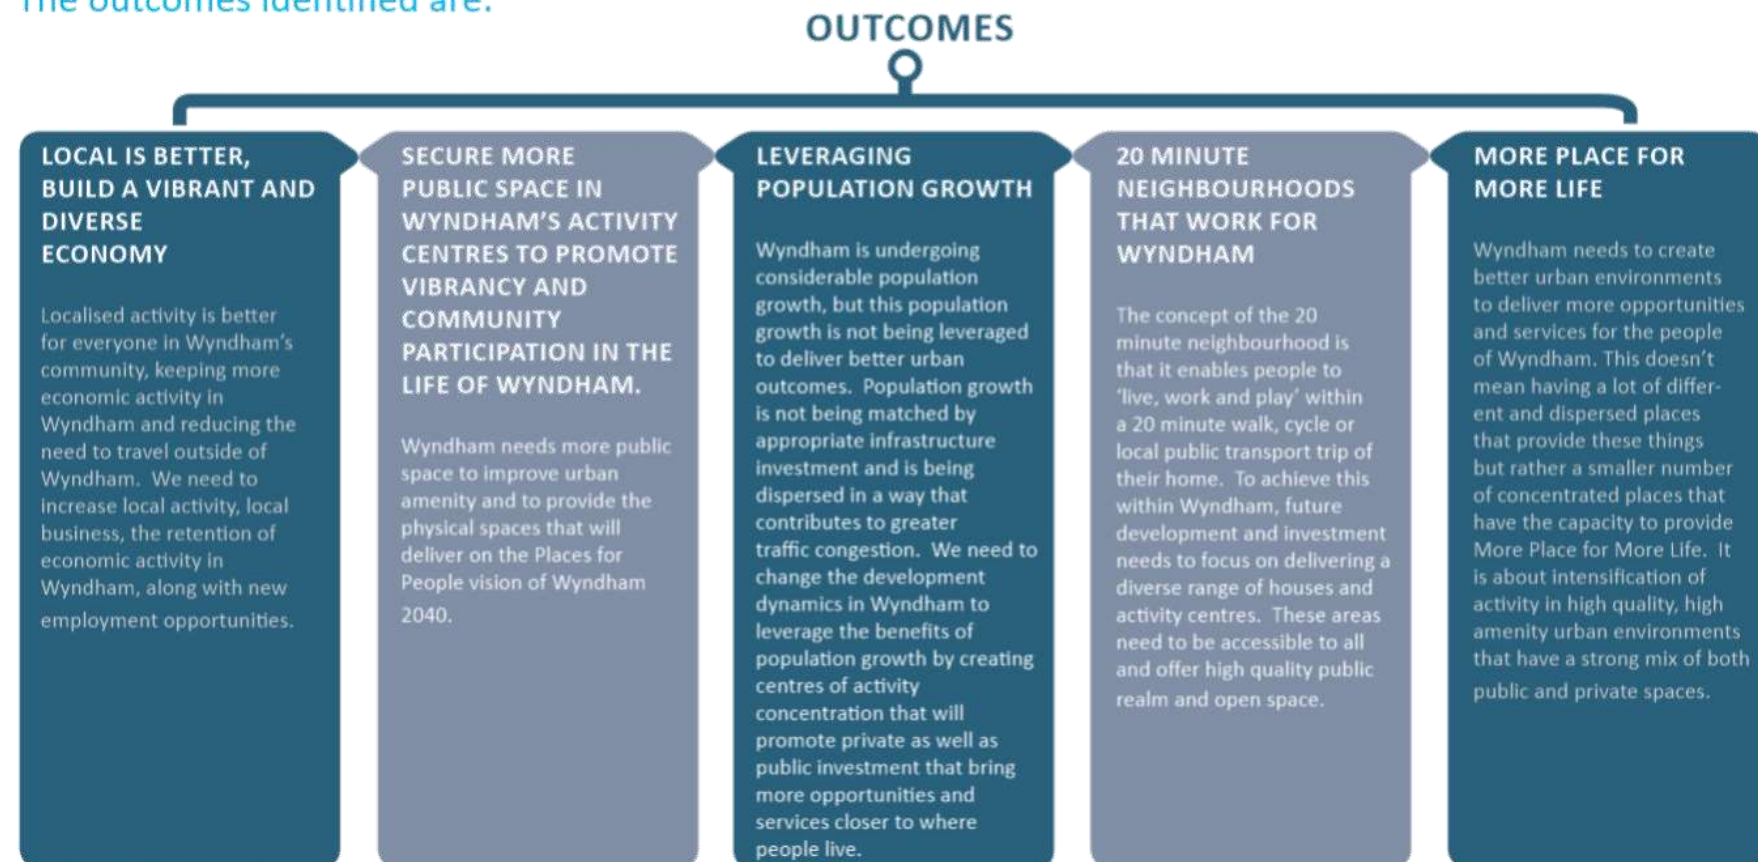 The outcomes identified are:
OUTCOMES
LOCAL IS BETTER,
BUILD A VIBRANT AND
DIVERSE
ECONOMY
Localised activity is better
for everyone in Wyndham's
community, keeping more
economic activity in
Wyndham and reducing the
need to travel outside of
Wyndham.  We need to
increase local activity, local
business, the retention of
economic activity in
Wyndham, along with new
employment opportunities.
SECURE MORE
PUBLIC SPACE IN
WYNDHAM'S ACTIVITY
CENTRES TO PROMOTE
VIBRANCY AND
COMMUNITY
PARTICIPATION IN THE
LIFE OF WYNDHAM.
Wyndham needs more public
space to improve urban
amenity and to provide the
physical spaces that will
deliver on the Places for
People vision of Wyndham
2040.
LEVERAGING
POPULATION GROWTH
Wyndham is undergoing
considerable population
growth, but this population
growth is not being leveraged
to deliver better urban
outcomes.  Population growth
is not being matched by
appropriate infrastructure
investment and is being
dispersed in a way that
contributes to greater
traffic congestion.  We need to
change the development
dynamics in Wyndham to
leverage the benefits of
population growth by creating
centres of activity
concentration that will
promote private as well as
public investment that bring
more opportunities and
services closer to where
people live.
20 MINUTE
NEIGHBOURHOODS
THAT WORK FOR
WYNDHAM
The concept of the 20
minute neighbourhood is
that it enables people to
'live, work and play' within
a 20 minute walk, cycle or
local public transport trip of
their home.  To achieve this
within Wyndham, future
development and investment
needs to focus on delivering a
diverse range of houses and
activity centres.  These areas
need to be accessible to all
and offer high quality public
realm and open space.
MORE PLACE FOR
MORE LIFE
Wyndham needs to create
better urban environments
to deliver more opportunities
and services for the people
of Wyndham. This doesn't
mean having a lot of differ-
ent and dispersed places
that provide these things
but rather a smaller number
of concentrated places that
have the capacity to provide
More Place for More Life.  It
is about intensification of
activity in high quality, high
amenity urban environments
that have a strong mix of both
public and private spaces.